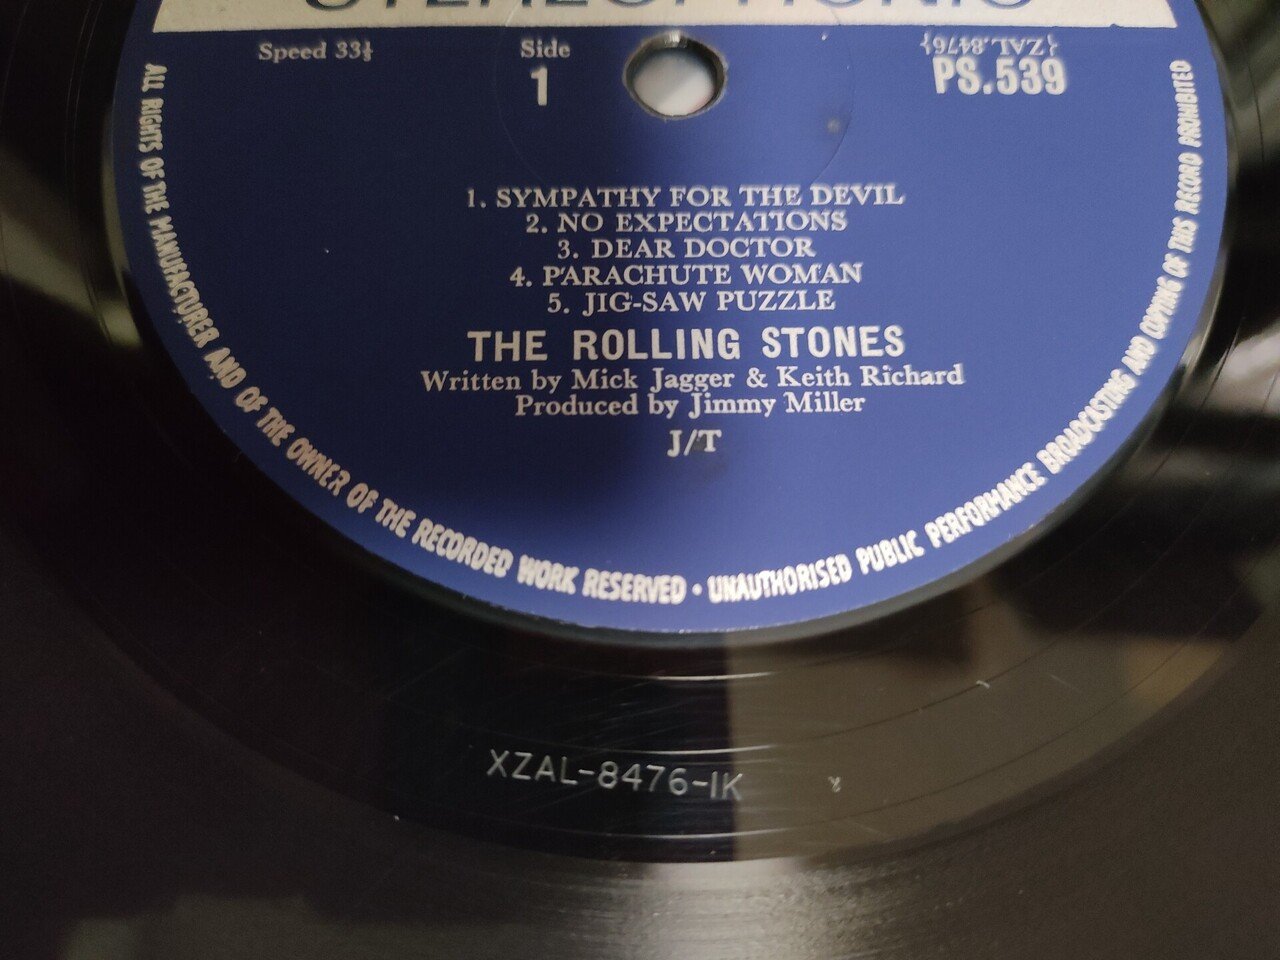 STEREOPHONIC
Speed 33⅓
Side
1
{ZAL.8476}
PS.539
1. SYMPATHY FOR THE DEVIL
2. NO EXPECTATIONS
3. DEAR DOCTOR
4. PARACHUTE WOMAN
5. JIG-SAW PUZZLE
THE ROLLING STONES
Written by Mick Jagger & Keith Richard
Produced by Jimmy Miller
J/T
ALL RIGHTS OF THE MANUFACTURER AND OF THE OWNER OF THE RECORDED WORK RESERVED • UNAUTHORISED PUBLIC PERFORMANCE BROADCASTING AND COPYING OF THIS RECORD PROHIBITED
XZAL-8476-1K